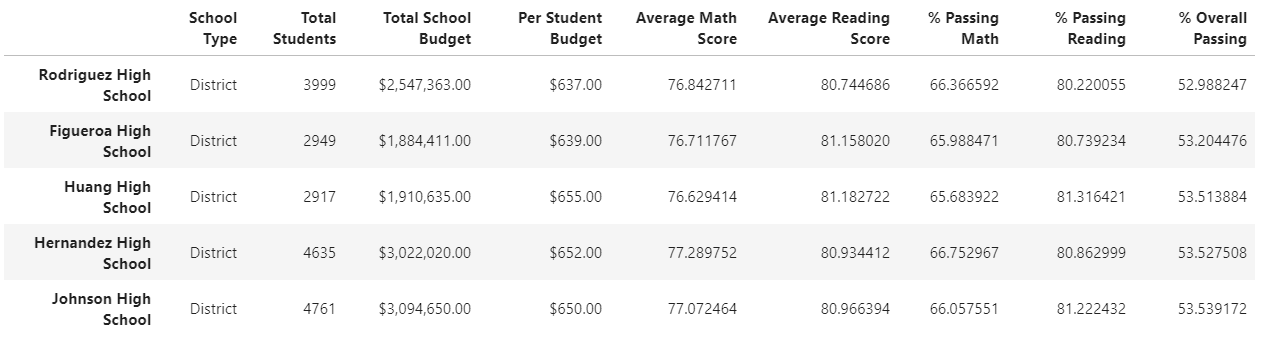 School Type Total Students Total School Budget Per Student Budget Average Math Score Average Reading Score % Passing Math % Passing Reading % Overall Passing
Rodriguez High School District 3999 $2,547,363.00 $637.00 76.842711 80.744686 66.366592 80.220055 52.988247
Figueroa High School District 2949 $1,884,411.00 $639.00 76.711767 81.158020 65.988471 80.739234 53.204476
Huang High School District 2917 $1,910,635.00 $655.00 76.629414 81.182722 65.683922 81.316421 53.513884
Hernandez High School District 4635 $3,022,020.00 $652.00 77.289752 80.934412 66.752967 80.862999 53.527508
Johnson High School District 4761 $3,094,650.00 $650.00 77.072464 80.966394 66.057551 81.222432 53.539172